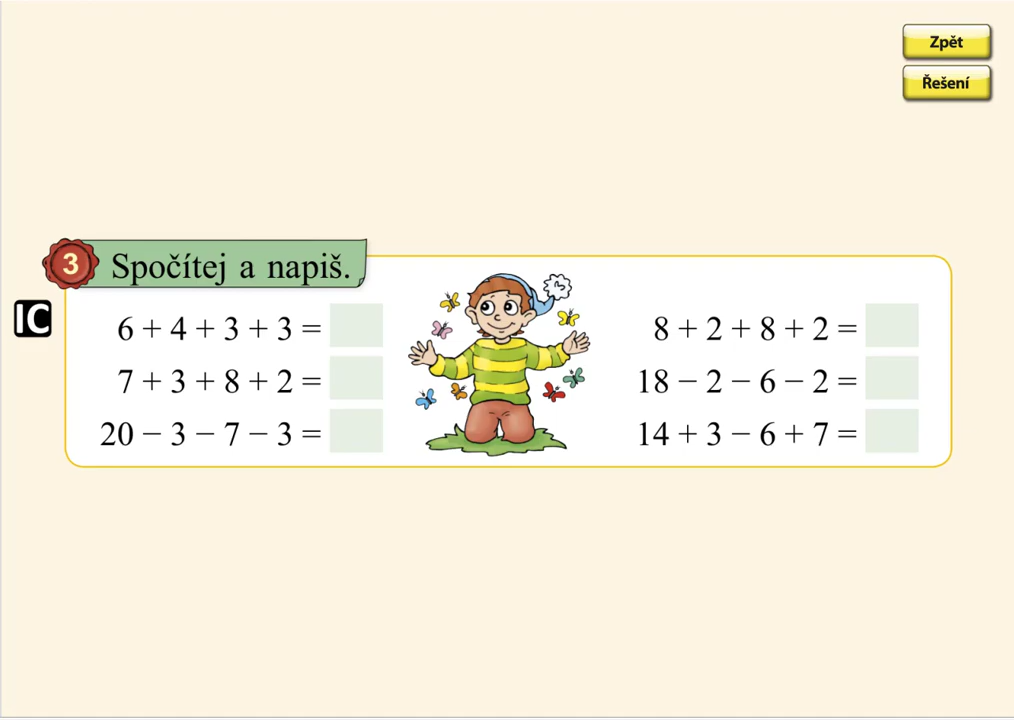 Zpět
Řešení
3 Spočítej a napiš.
IC
6 + 4 + 3 + 3 =
7 + 3 + 8 + 2 =
20 − 3 − 7 − 3 =
8 + 2 + 8 + 2 =
18 − 2 − 6 − 2 =
14 + 3 − 6 + 7 =